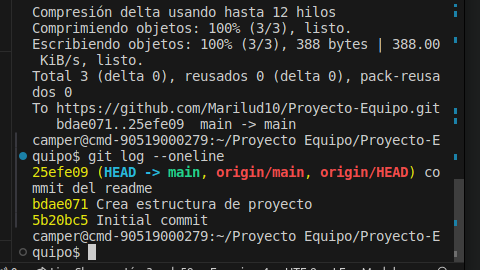 Compresión delta usando hasta 12 hilos
Comprimiendo objetos: 100% (3/3), listo.
Escribiendo objetos: 100% (3/3), 388 bytes | 388.00
 KiB/s, listo.
Total 3 (delta 0), reusados 0 (delta 0), pack-reusa
dos 0
To https://github.com/Marilud10/Proyecto-Equipo.git
   bdae071..25efe09  main -> main
camper@cmd-90519000279:~/Proyecto Equipo/Proyecto-E
quipo$ git log --oneline
25efe09 (HEAD -> main, origin/main, origin/HEAD) co
mmit del readme
bdae071 Crea estructura de proyecto
5b20bc5 Initial commit
camper@cmd-90519000279:~/Proyecto Equipo/Proyecto-E
quipo$